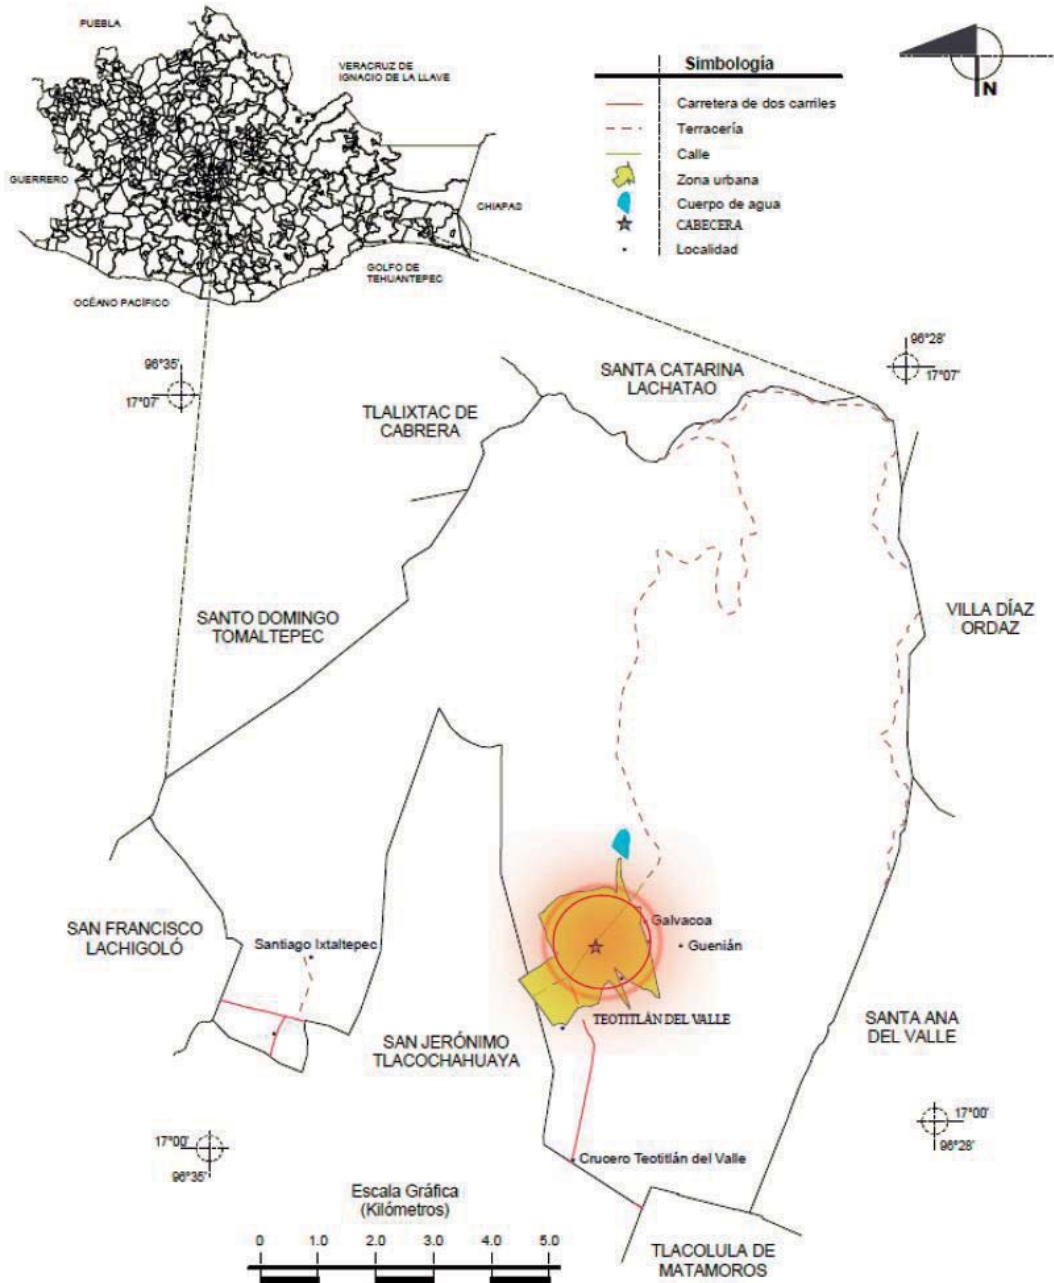 PUEBLA
VERACRUZ DE
IGNACIO DE LA LLAVE
GUERRERO
CHIAPAS
GOLFO DE
TEHUANTEPEC
OCÉANO PACÍFICO
Simbología
Carretera de dos carriles
Terracería
Calle
Zona urbana
Cuerpo de agua
CABECERA
Localidad
N
96°35'
17°07'
96°28'
17°07'
SANTA CATARINA
LACHATAO
TLALIXTAC DE
CABRERA
SANTO DOMINGO
TOMALTEPEC
VILLA DÍAZ
ORDAZ
SAN FRANCISCO
LACHIGOLÓ
Santiago Ixtaltepec
Galvacoa
Guenián
TEOTITLÁN DEL VALLE
SAN JERÓNIMO
TLACOCHAHUAYA
SANTA ANA
DEL VALLE
17°00'
96°35'
17°00'
96°28'
Crucero Teotitlán del Valle
Escala Gráfica
(Kilómetros)
0 1.0 2.0 3.0 4.0 5.0
TLACOLULA DE
MATAMOROS